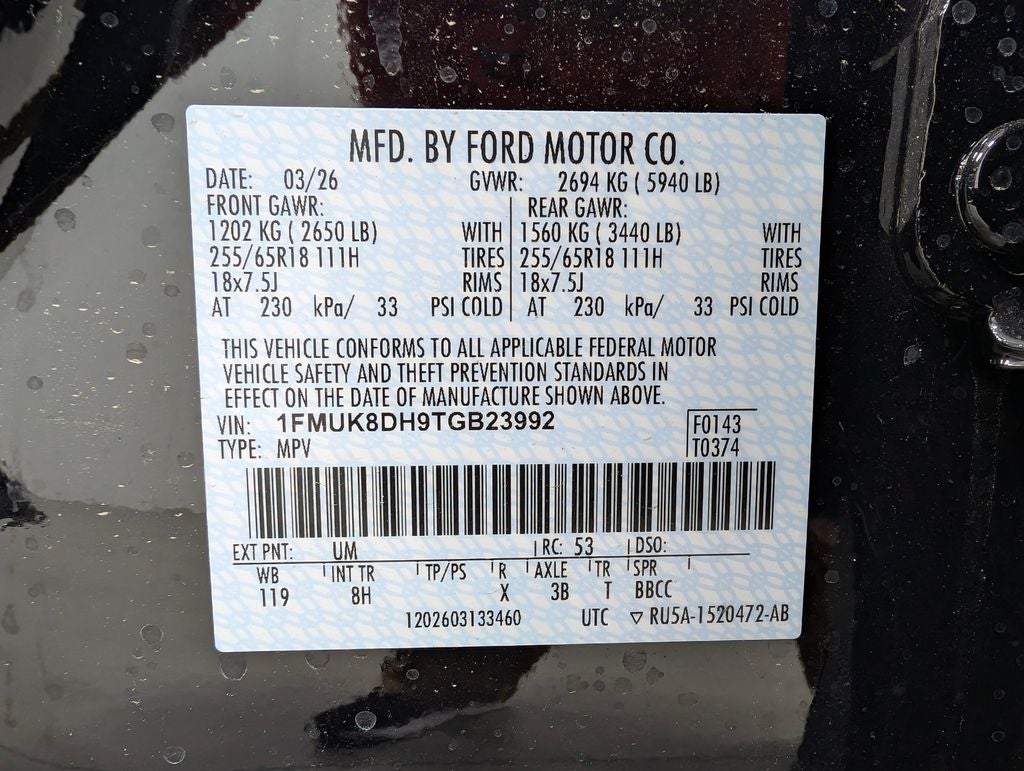 MFD. BY FORD MOTOR CO.
DATE: 03/26 GVWR: 2694 KG ( 5940 LB)
FRONT GAWR: REAR GAWR:
1202 KG ( 2650 LB) WITH 1560 KG ( 3440 LB) WITH
255/65R18 111H TIRES 255/65R18 111H TIRES
18x7.5J RIMS 18x7.5J RIMS
AT 230 kPa/ 33 PSI COLD AT 230 kPa/ 33 PSI COLD
THIS VEHICLE CONFORMS TO ALL APPLICABLE FEDERAL MOTOR
VEHICLE SAFETY AND THEFT PREVENTION STANDARDS IN
EFFECT ON THE DATE OF MANUFACTURE SHOWN ABOVE.
VIN: 1FMUK8DH9TGB23992 F0143
TYPE: MPV T0374
EXT PNT: UM RC: 53 DSO:
WB INT TR TP/PS R AXLE TR SPR
119 8H X 3B T BBCC
1202603133460 UTC ▽ RU5A-1520472-AB